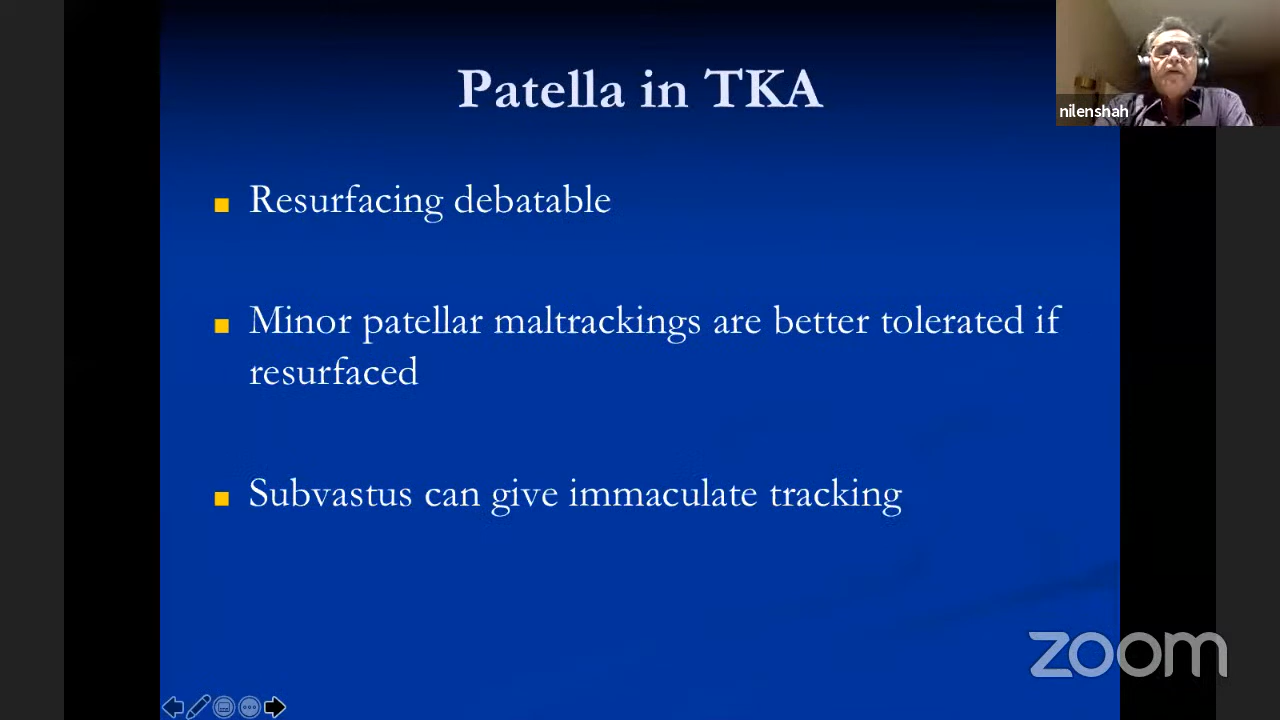 Patella in TKA
nilenshah
Resurfacing debatable
Minor patellar maltrackings are better tolerated if
resurfaced
Subvastus can give immaculate tracking
zoom